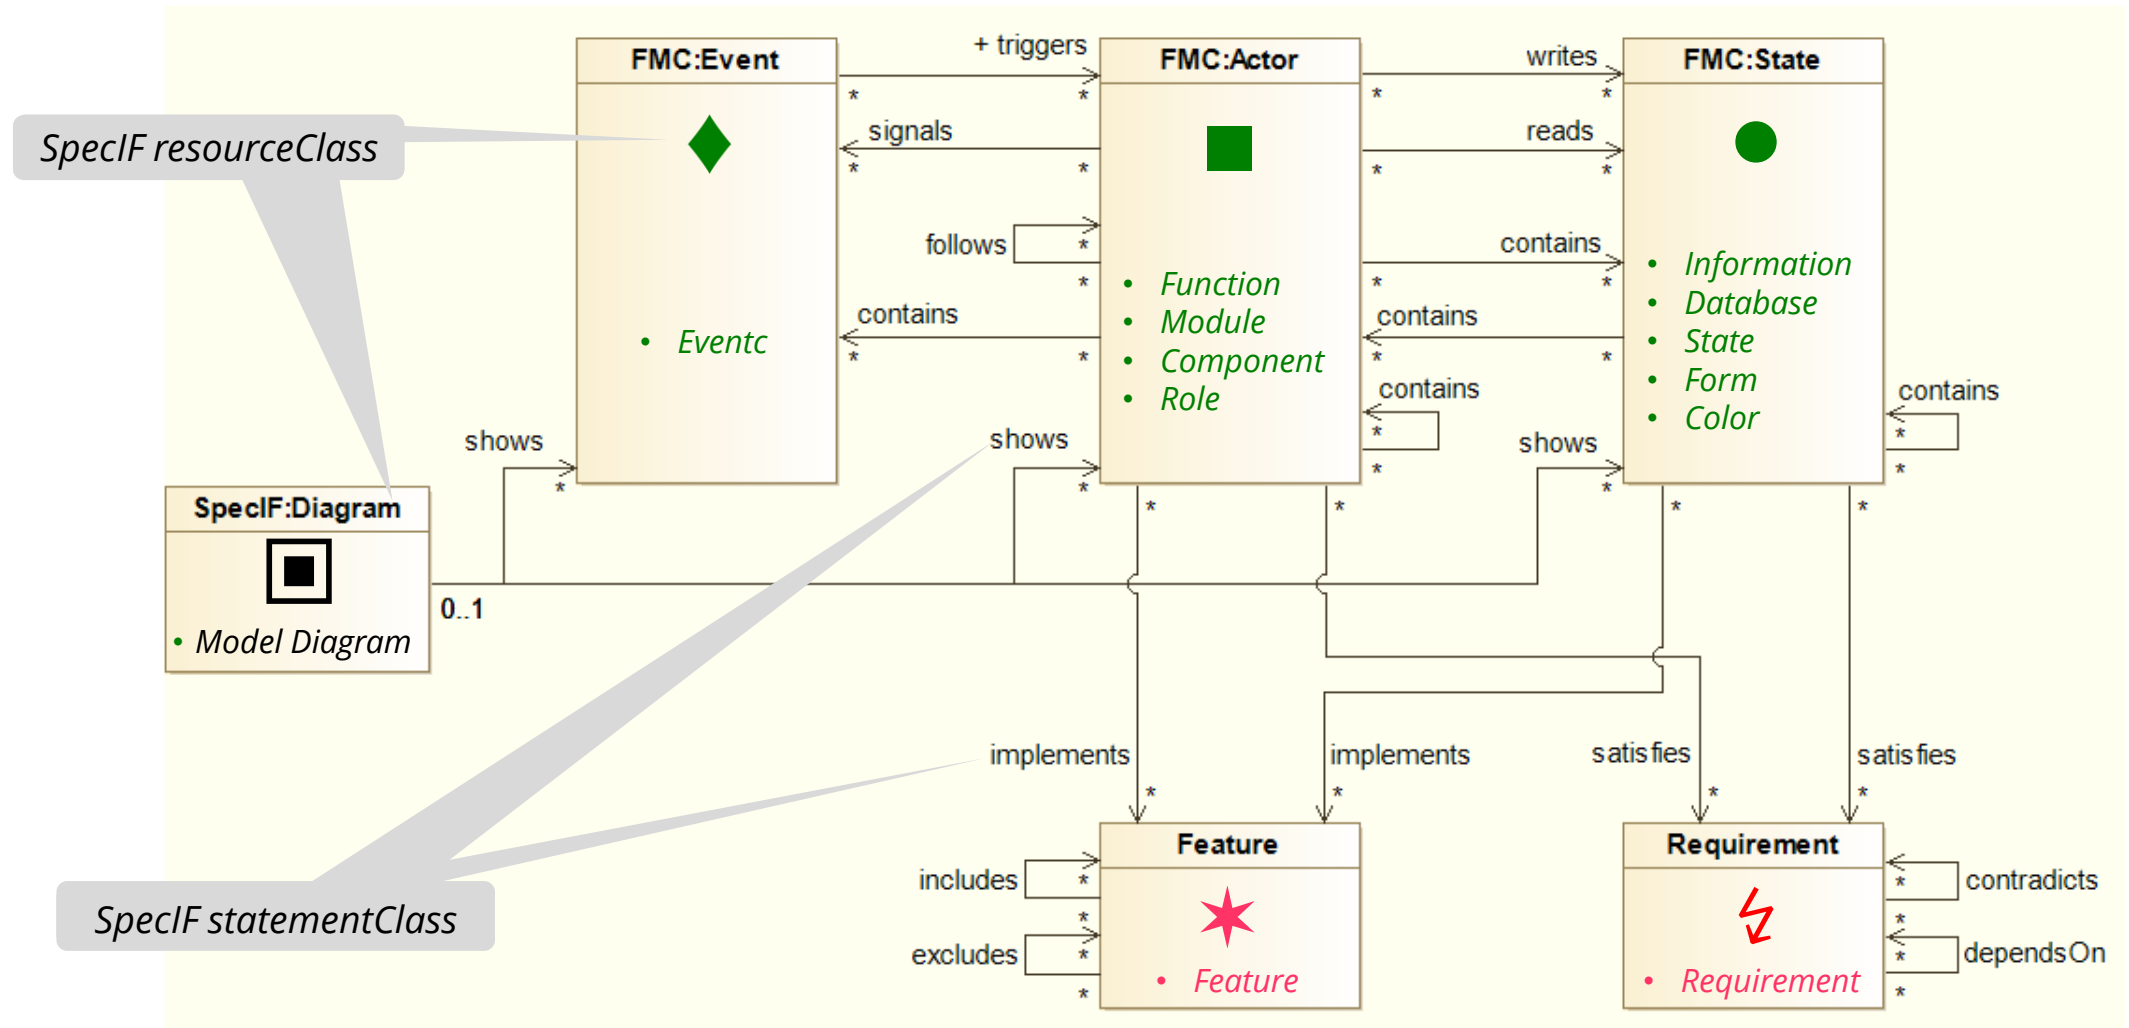 FMC:Event
+ triggers
FMC:Actor
writes
FMC:State
* * * *
SpecIF resourceClass
signals
reads
* * * *
follows
*
contains
*
* *
• Function
• Module
• Component
• Role
• Information
• Database
• State
• Form
• Color
contains
• Eventc
* *
contains
* *
contains
*
*
contains
*
*
shows
*
shows
*
shows
*
SpecIF:Diagram
• Model Diagram
0..1
* * * *
implements
implements
satisfies
satisfies
* * * *
Feature
includes
*
*
excludes
*
*
• Feature
Requirement
*
contradicts
*
*
dependsOn
*
• Requirement
SpecIF statementClass